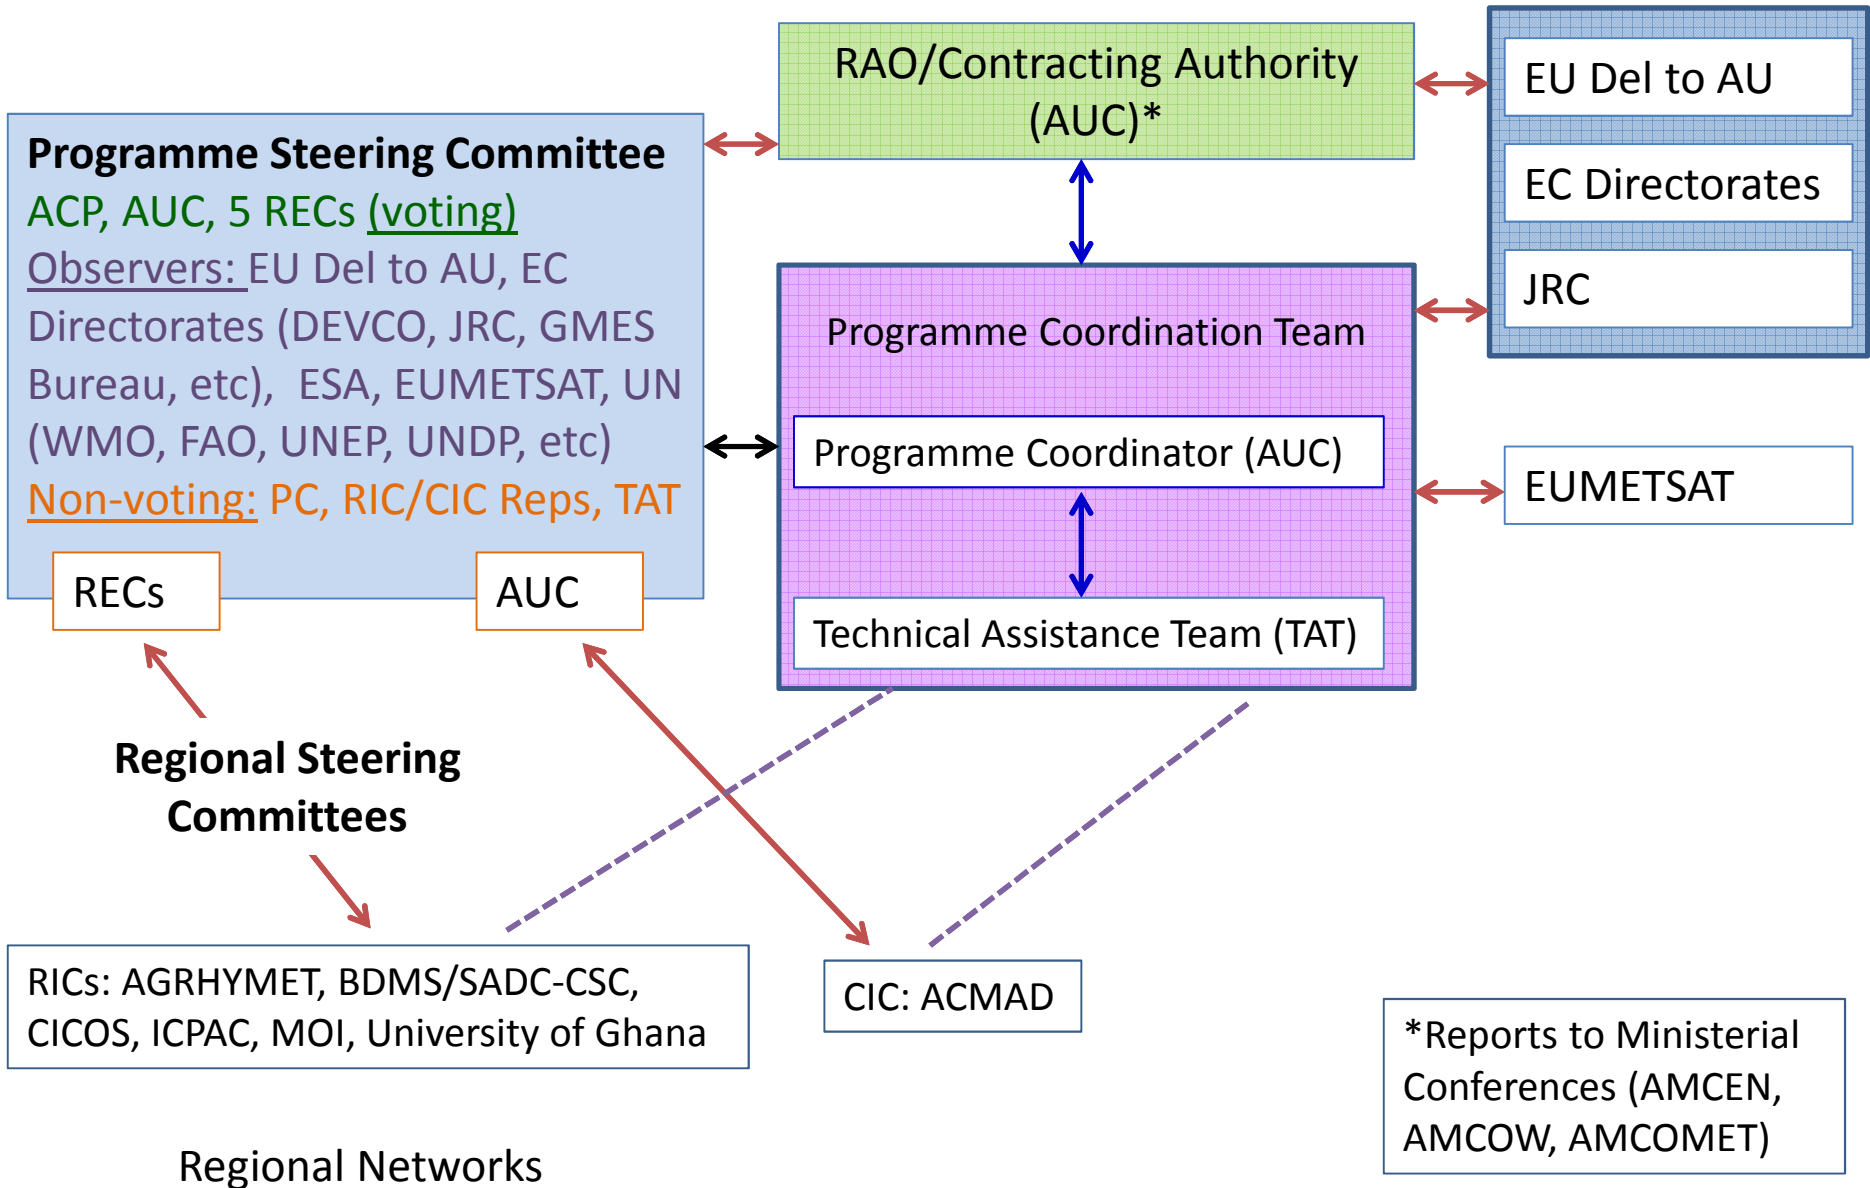 RAO/Contracting Authority
(AUC)*
EU Del to AU
EC Directorates
JRC
Programme Steering Committee
ACP, AUC, 5 RECs (voting)
Observers: EU Del to AU, EC
Directorates (DEVCO, JRC, GMES
Bureau, etc),  ESA, EUMETSAT, UN
(WMO, FAO, UNEP, UNDP, etc)
Non-voting: PC, RIC/CIC Reps, TAT
RECs
AUC
Programme Coordination Team
Programme Coordinator (AUC)
Technical Assistance Team (TAT)
EUMETSAT
Regional Steering
Committees
RICs: AGRHYMET, BDMS/SADC-CSC,
CICOS, ICPAC, MOI, University of Ghana
CIC: ACMAD
*Reports to Ministerial
Conferences (AMCEN,
AMCOW, AMCOMET)
Regional Networks